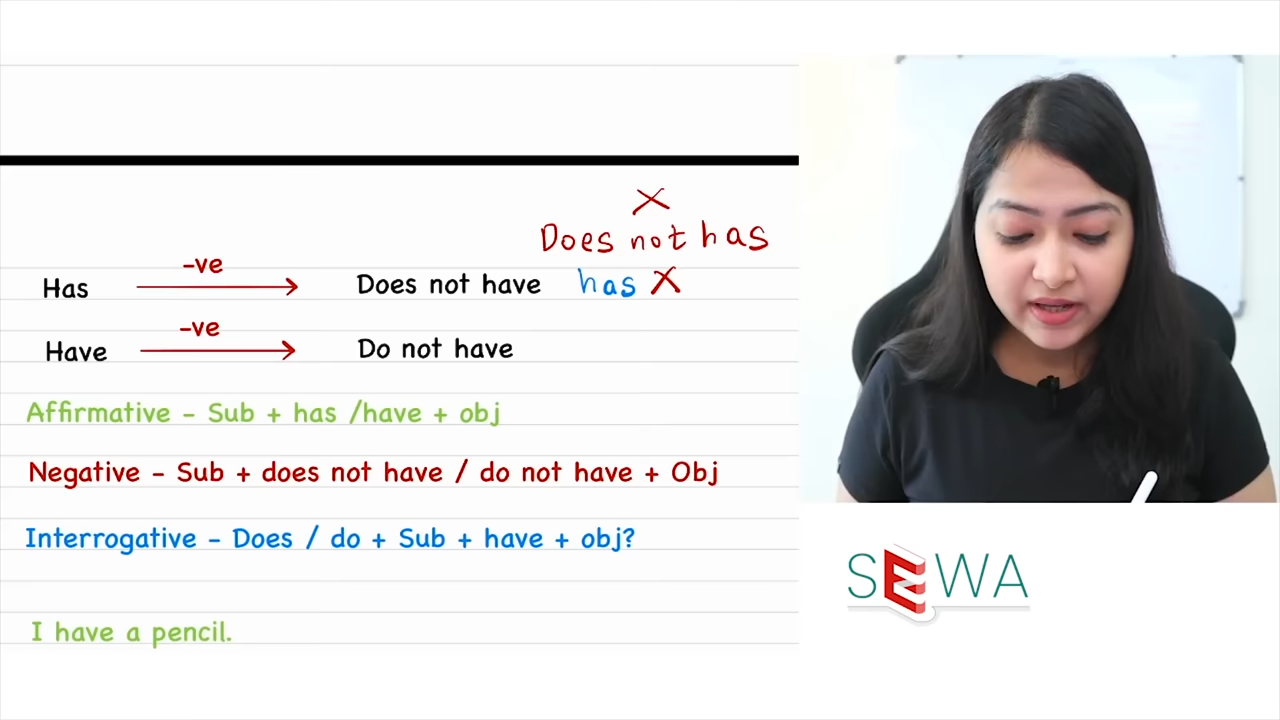 X
Does not has
-ve
Has Does not have has X
-ve
Have Do not have
Affirmative - Sub + has /have + obj
Negative - Sub + does not have / do not have + Obj
Interrogative - Does / do + Sub + have + obj?
I have a pencil.
SEWA